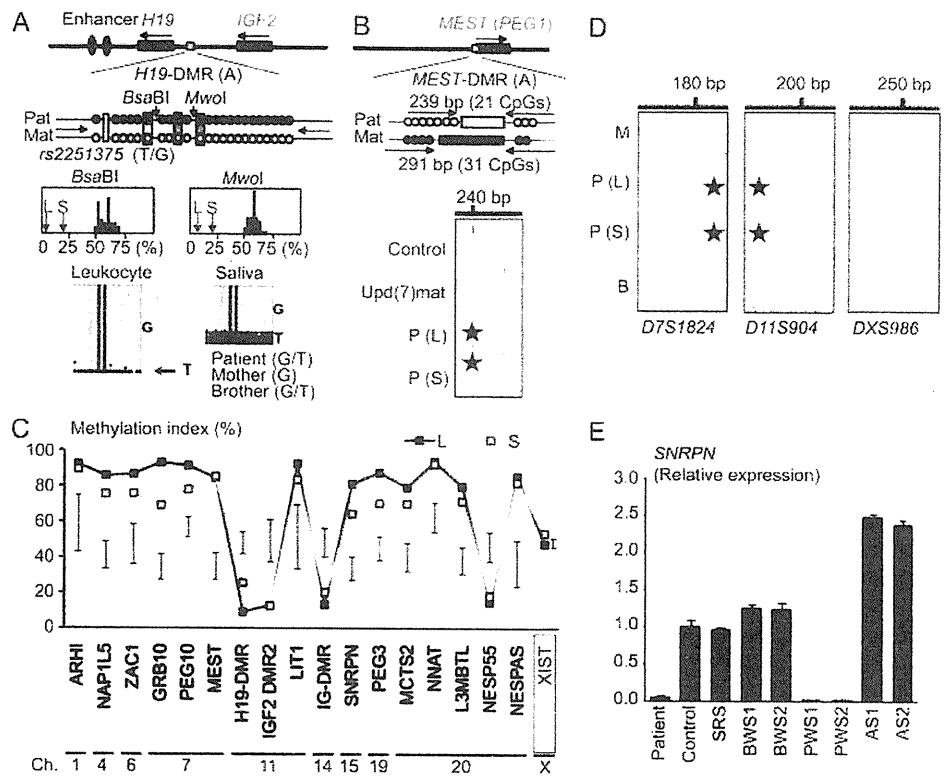 A
Enhancer H19 IGF2
H19-DMR (A)
BsaBI MwoI
Pat
Mat
rs2251375 (T/G)
BsaBI MwoI
L S L S
0 25 50 75 (%) 0 25 50 75 (%)
Leukocyte Saliva
G G
T T
Patient (G/T)
Mother (G)
Brother (G/T)
B
MEST (PEG1)
MEST-DMR (A)
239 bp (21 CpGs)
Pat
Mat
291 bp (31 CpGs)
240 bp
Control
Upd(7)mat
P (L)
P (S)
D
180 bp 200 bp 250 bp
M
P (L)
P (S)
B
D7S1824 D11S904 DXS986
C
Methylation index (%)
L S
100
80
60
40
20
0
ARHI
NAP1L5
ZAC1
GRB10
PEG10
MEST
H19-DMR
IGF2 DMR2
LIT1
IG-DMR
SNRPN
PEG3
MCTS2
NNAT
L3MBTL
NESP55
NESPAS
XIST
Ch. 1 4 6 7 11 14 15 19 20 X
E
SNRPN
(Relative expression)
3.0
2.5
2.0
1.5
1.0
0.5
0.0
Patient
Control
SRS
BWS1
BWS2
PWS1
PWS2
AS1
AS2